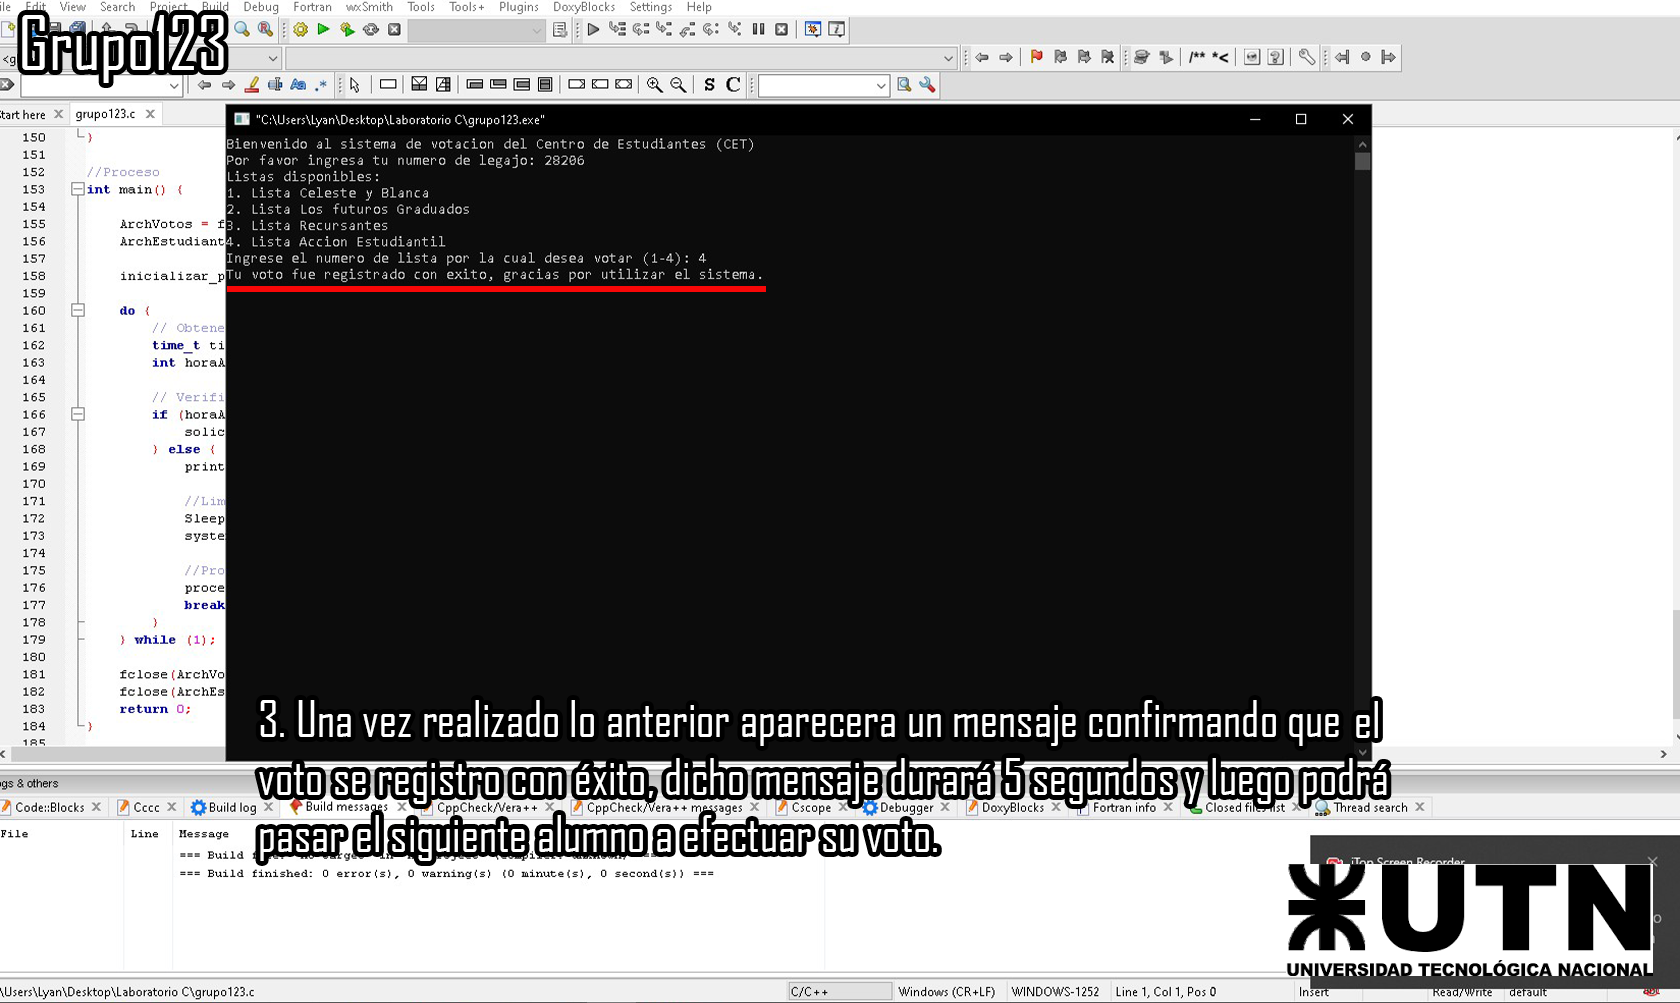 Edit View Search Project Build Debug Fortran wxSmith Tools Tools+ Plugins DoxyBlocks Settings Help
Grupo123
/** *<
Aa .* S C
tart here grupo123.c
"C:\Users\Lyan\Desktop\Laboratorio C\grupo123.exe"
Bienvenido al sistema de votacion del Centro de Estudiantes (CET)
Por favor ingresa tu numero de legajo: 28206
Listas disponibles:
1. Lista Celeste y Blanca
2. Lista Los futuros Graduados
3. Lista Recursantes
4. Lista Accion Estudiantil
Ingrese el numero de lista por la cual desea votar (1-4): 4
Tu voto fue registrado con exito, gracias por utilizar el sistema.
150 }
151
152 //Proceso
153 int main() {
154
155 ArchVotos = f
156 ArchEstudiant
157
158 inicializar_p
159
160 do {
161 // Obtene
162 time_t ti
163 int horaA
164
165 // Verifi
166 if (horaA
167 solic
168 } else {
169 print
170
171 //Lim
172 Sleep
173 syste
174
175 //Pro
176 proce
177 break
178 }
179 } while (1);
180
181 fclose(ArchVo
182 fclose(ArchEs
183 return 0;
184 }
185
3. Una vez realizado lo anterior aparecera un mensaje confirmando que el
voto se registro con éxito, dicho mensaje durará 5 segundos y luego podrá
pasar el siguiente alumno a efectuar su voto.
gs & others
Code::Blocks Cccc Build log Build messages CppCheck/Vera++ CppCheck/Vera++ messages Cscope Debugger DoxyBlocks Fortran info Closed files list Thread search
File Line Message
=== Build
=== Build finished: 0 error(s), 0 warning(s) (0 minute(s), 0 second(s)) ===
iTop Screen Recorder
UTN
UNIVERSIDAD TECNOLÓGICA NACIONAL
\Users\Lyan\Desktop\Laboratorio C\grupo123.c C/C++ Windows (CR+LF) WINDOWS-1252 Line 1, Col 1, Pos 0 Insert Read/Write default